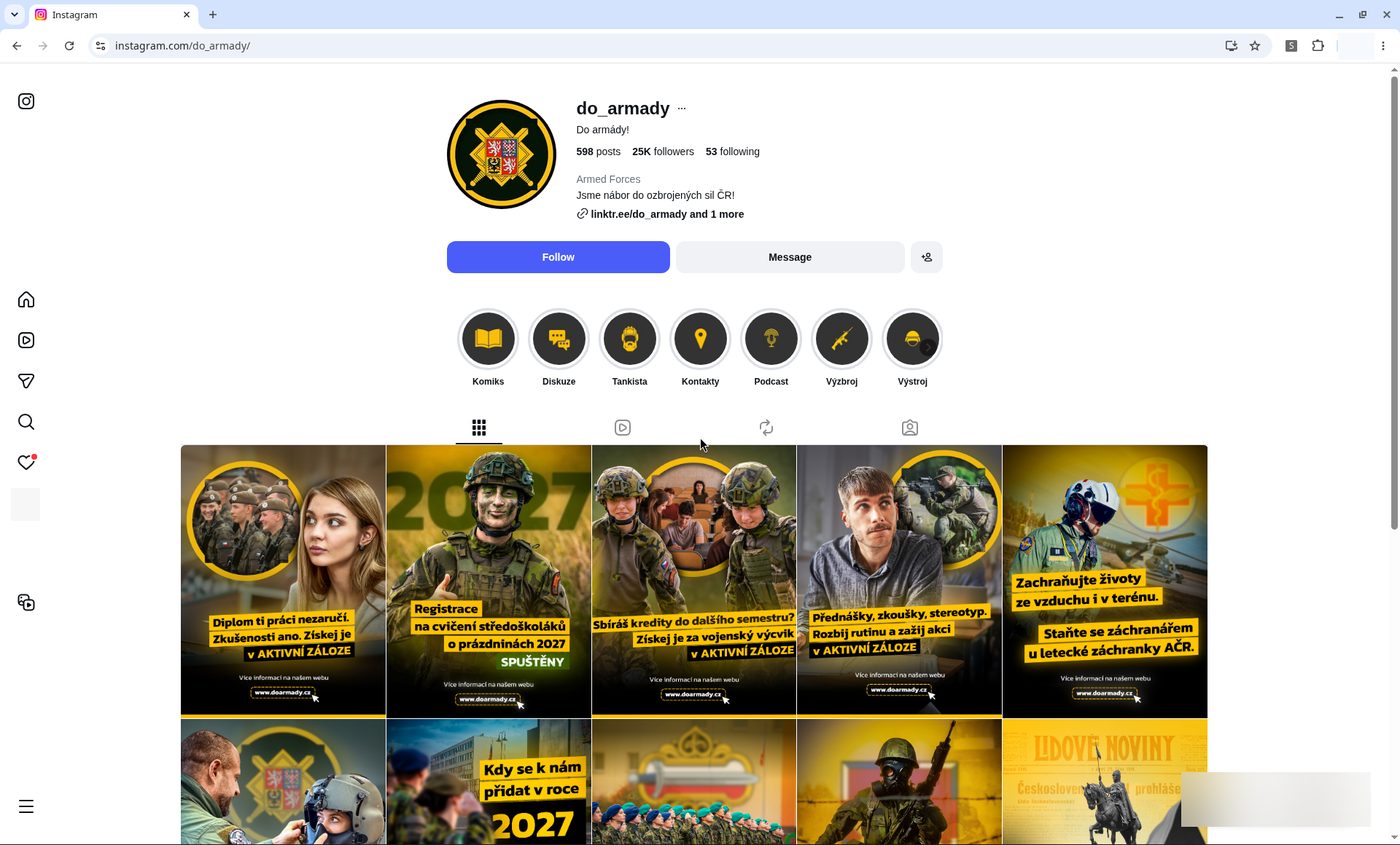 Instagram
instagram.com/do_armady/
do_armady
Do armády!
598 posts 25K followers 53 following
Armed Forces
Jsme nábor do ozbrojených sil ČR!
linktr.ee/do_armady and 1 more
Follow
Message
Komiks
Diskuze
Tankista
Kontakty
Podcast
Výzbroj
Výstroj
Diplom ti práci nezaručí.
Zkušenosti ano. Získej je
v AKTIVNÍ ZÁLOZE
Více informací na našem webu
www.doarmady.cz
2027
Registrace
na cvičení středoškoláků
o prázdninách 2027
SPUŠTĚNY
Více informací na našem webu
www.doarmady.cz
Sbíráš kredity do dalšího semestru?
Získej je za vojenský výcvik
v AKTIVNÍ ZÁLOZE
Více informací na našem webu
www.doarmady.cz
Přednášky, zkoušky, stereotyp.
Rozbij rutinu a zažij akci
v AKTIVNÍ ZÁLOZE
Více informací na našem webu
www.doarmady.cz
Zachraňujte životy
ze vzduchu i v terénu.
Staňte se záchranářem
u letecké záchranky AČR.
Více informací na našem webu
www.doarmady.cz
Kdy se k nám
přidat v roce
2027
LIDOVÉ NOVINY